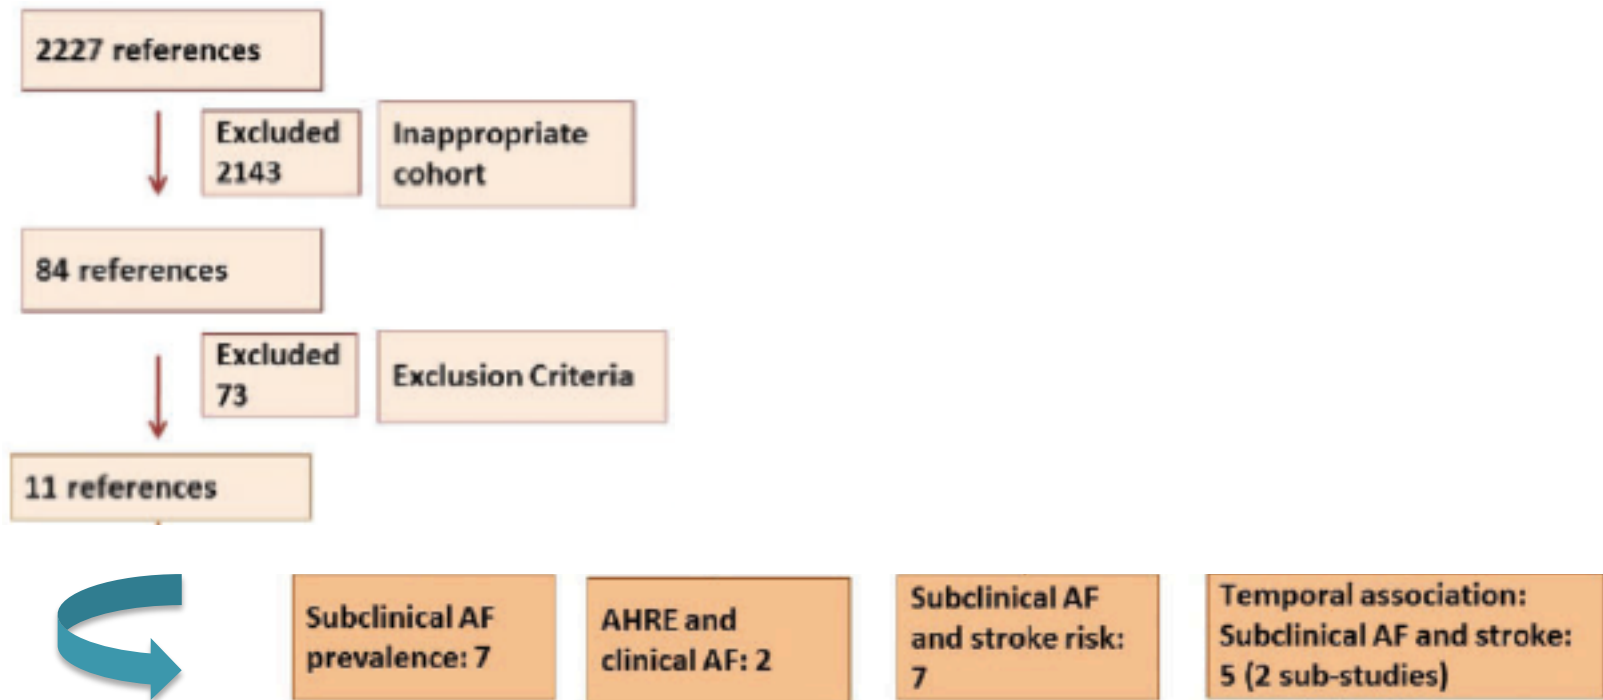 2227 references
Excluded
2143
Inappropriate
cohort
84 references
Excluded
73
Exclusion Criteria
11 references
Subclinical AF
prevalence: 7
AHRE and
clinical AF: 2
Subclinical AF
and stroke risk:
7
Temporal association:
Subclinical AF and stroke:
5 (2 sub-studies)